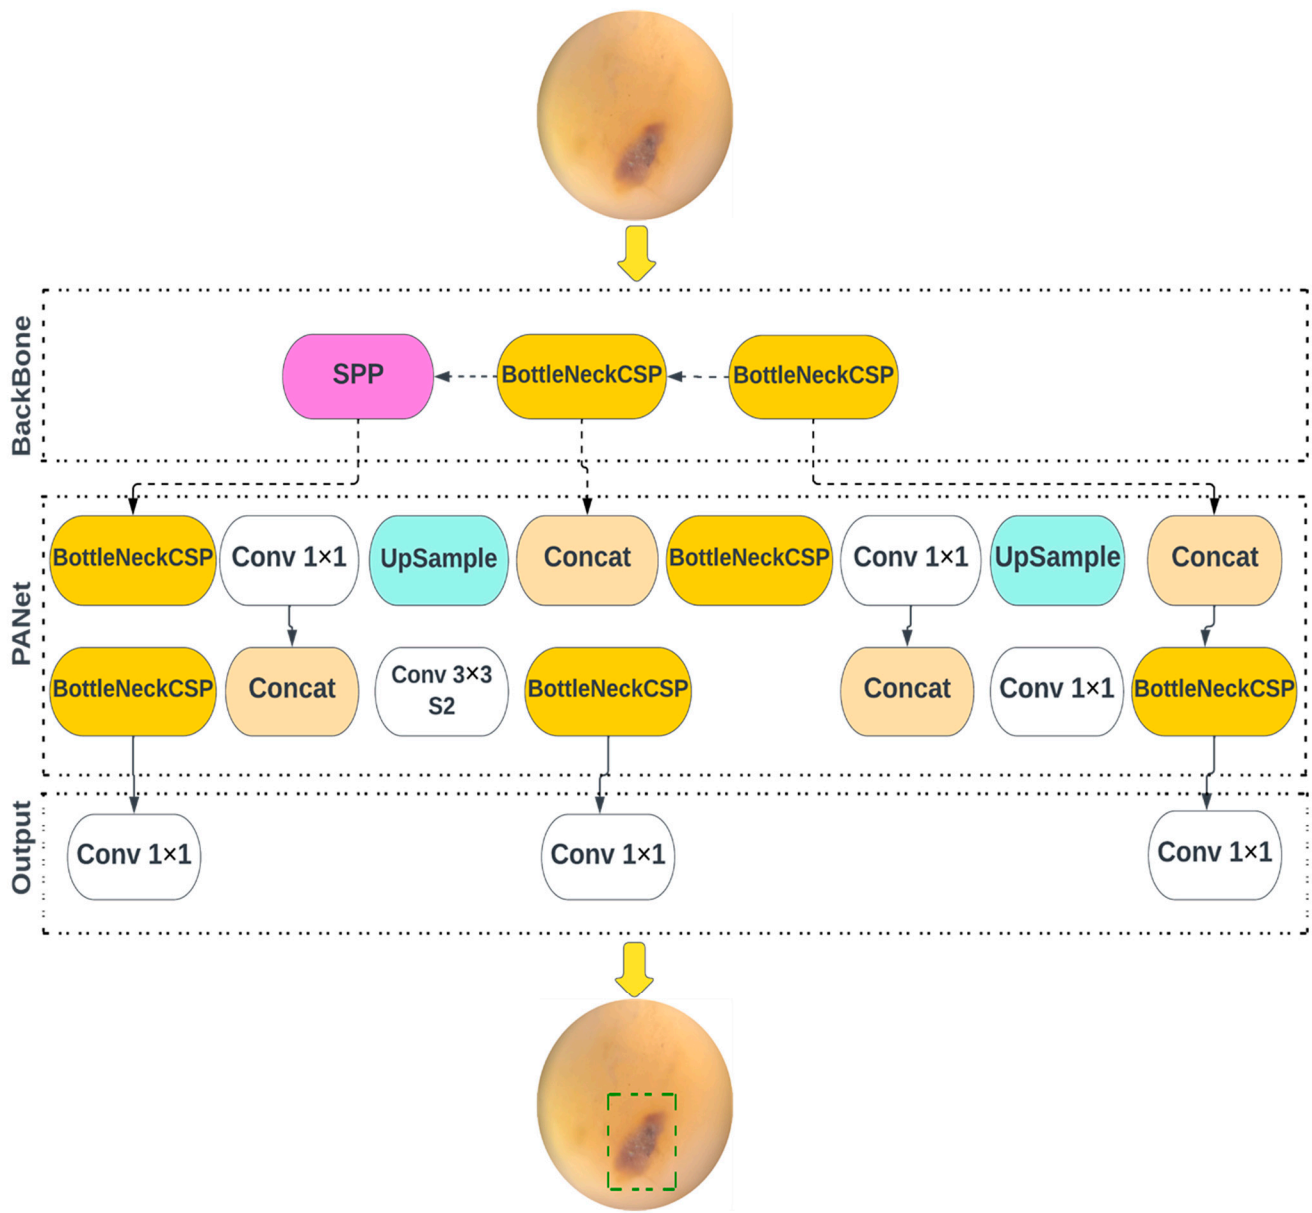 BackBone
SPP
BottleNeckCSP
BottleNeckCSP
PANet
BottleNeckCSP
Conv 1×1
UpSample
Concat
BottleNeckCSP
Conv 1×1
UpSample
Concat
BottleNeckCSP
Concat
Conv 3×3
S2
BottleNeckCSP
Concat
Conv 1×1
BottleNeckCSP
Output
Conv 1×1
Conv 1×1
Conv 1×1